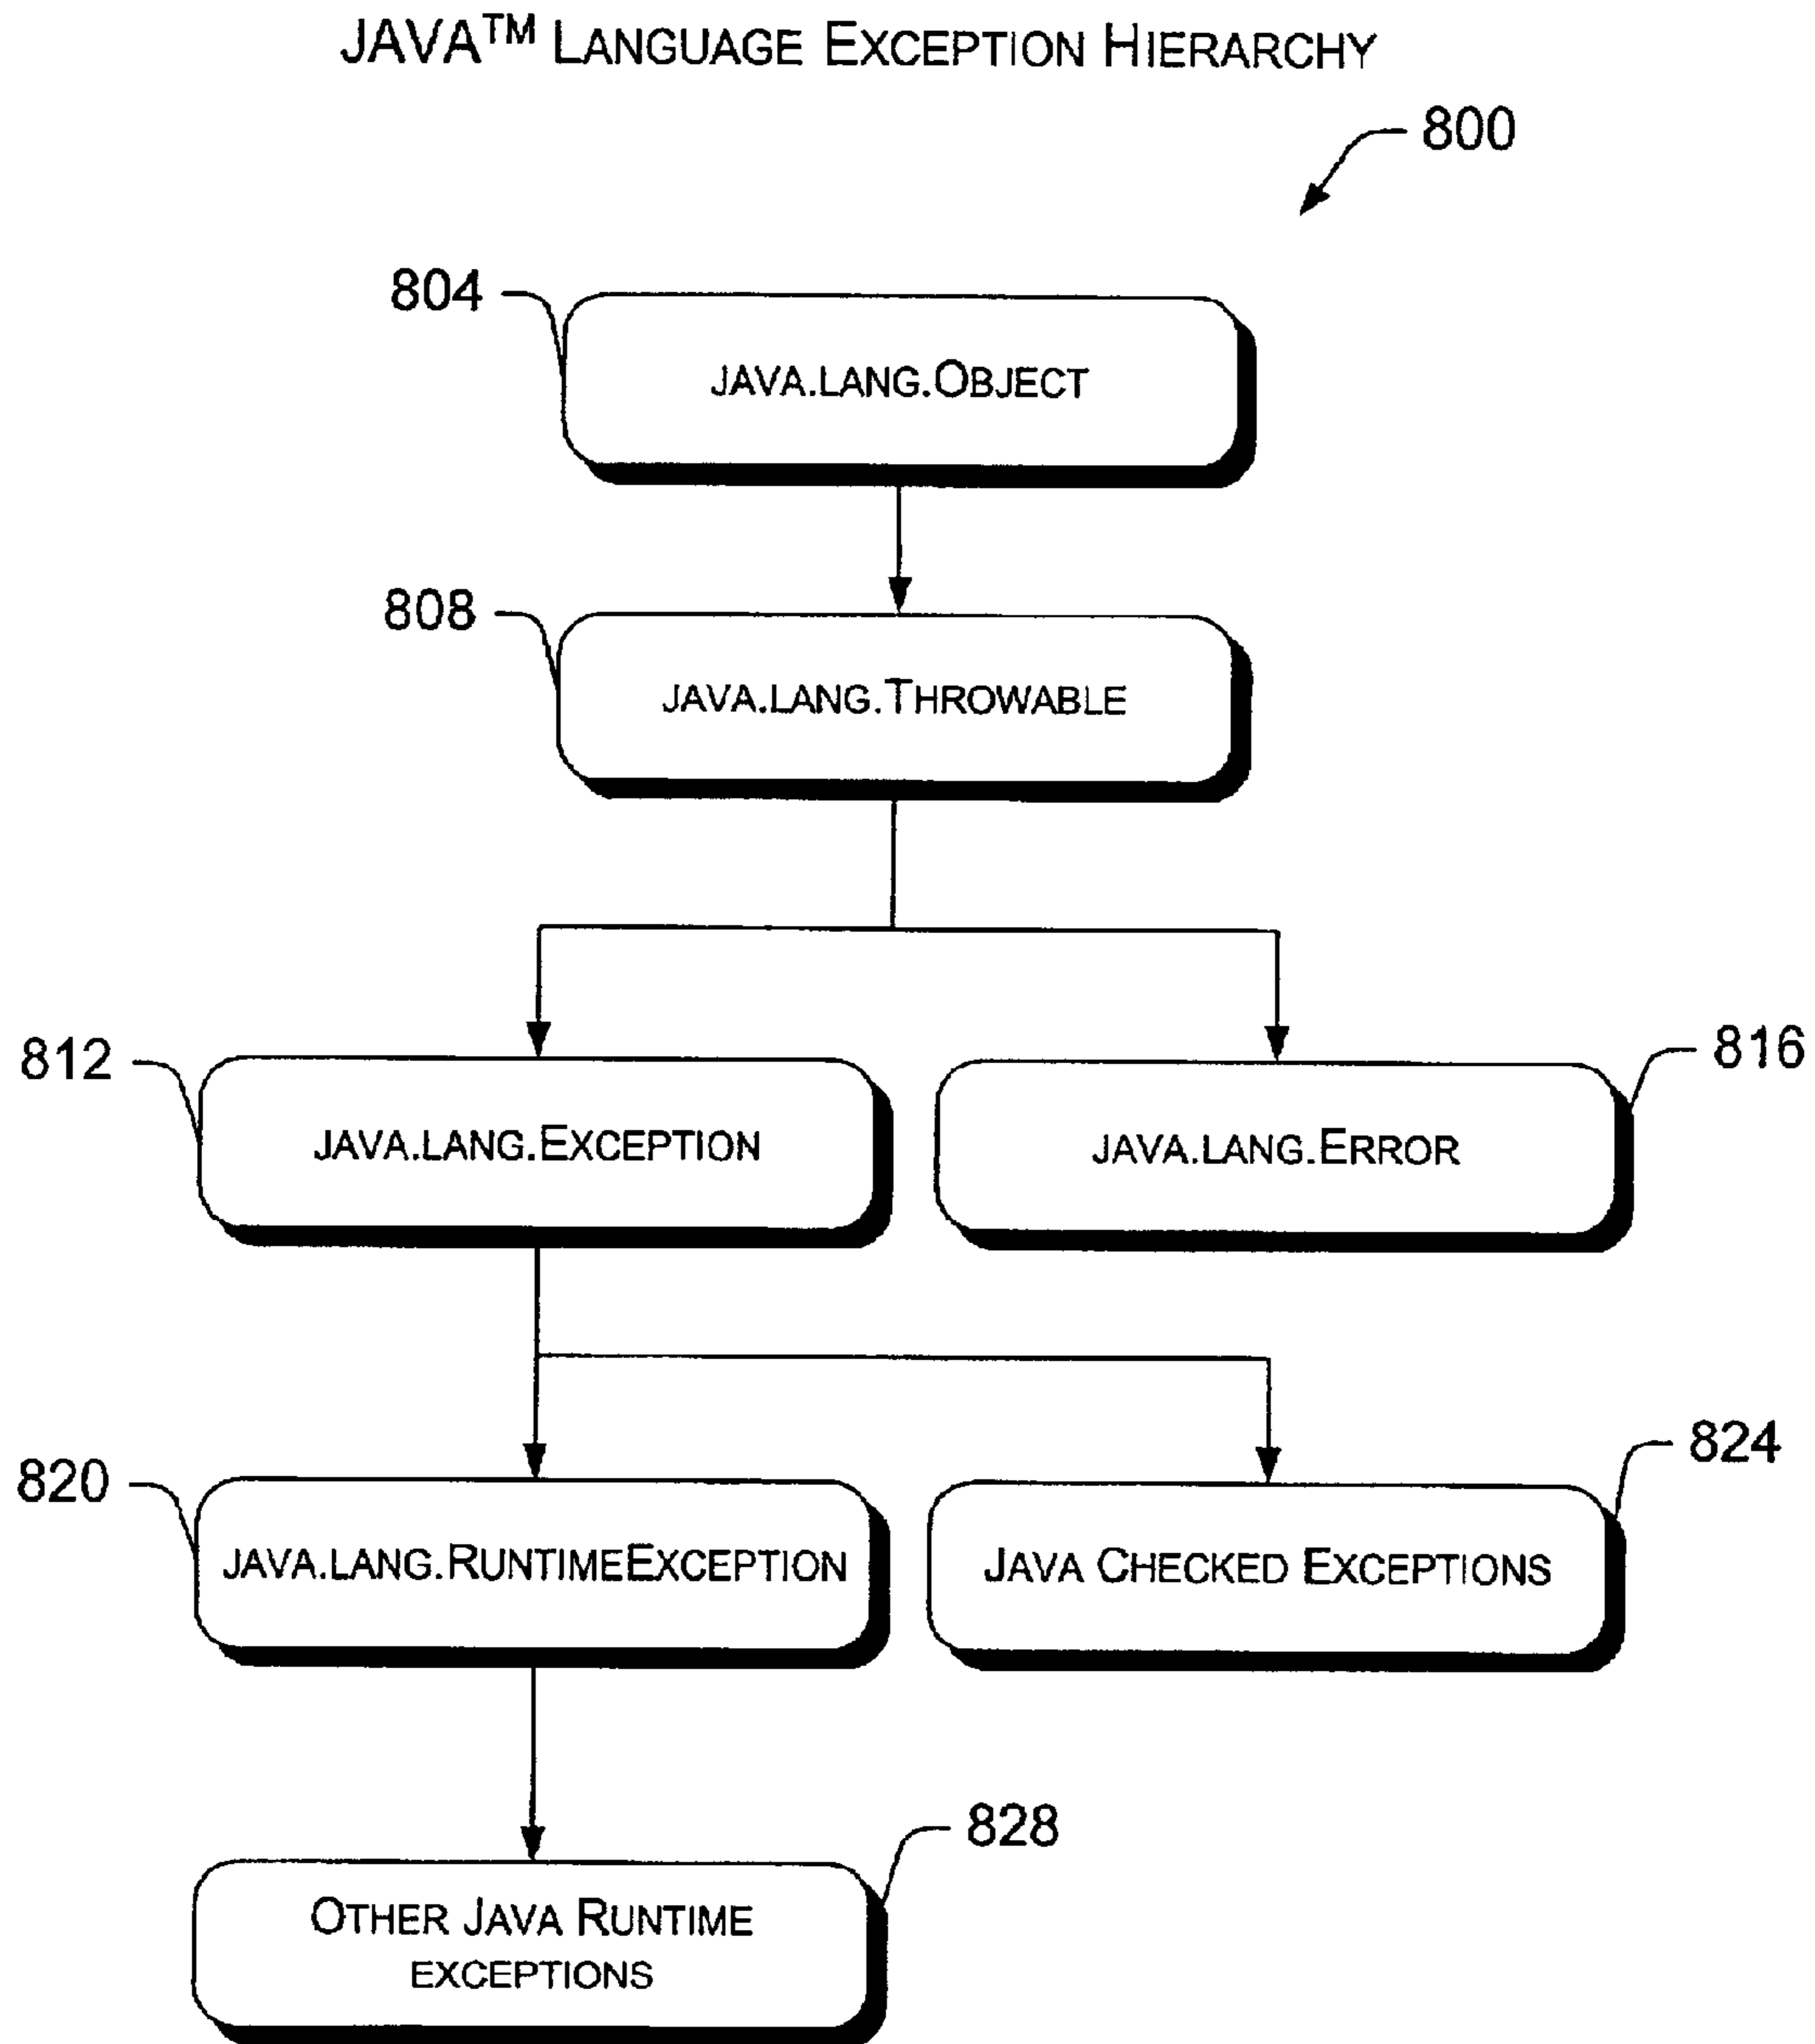 JAVA™ LANGUAGE EXCEPTION HIERARCHY
800
804
JAVA.LANG.OBJECT
808
JAVA.LANG.THROWABLE
812
JAVA.LANG.EXCEPTION
816
JAVA.LANG.ERROR
820
JAVA.LANG.RUNTIMEEXCEPTION
824
JAVA CHECKED EXCEPTIONS
828
OTHER JAVA RUNTIME
EXCEPTIONS